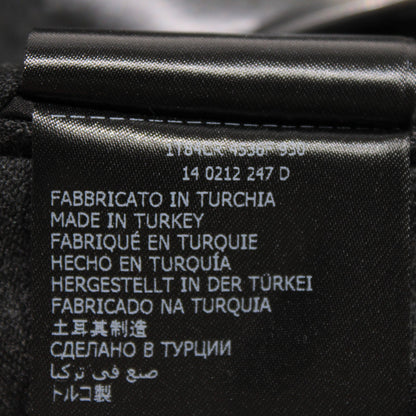 14 0212 247 D
FABBRICATO IN TURCHIA
MADE IN TURKEY
FABRIQUÉ EN TURQUIE
HECHO EN TURQUÍA
HERGESTELLT IN DER TÜRKEI
FABRICADO NA TURQUIA
土耳其制造
СДЕЛАНО В ТУРЦИИ
صنع في تركيا
トルコ製